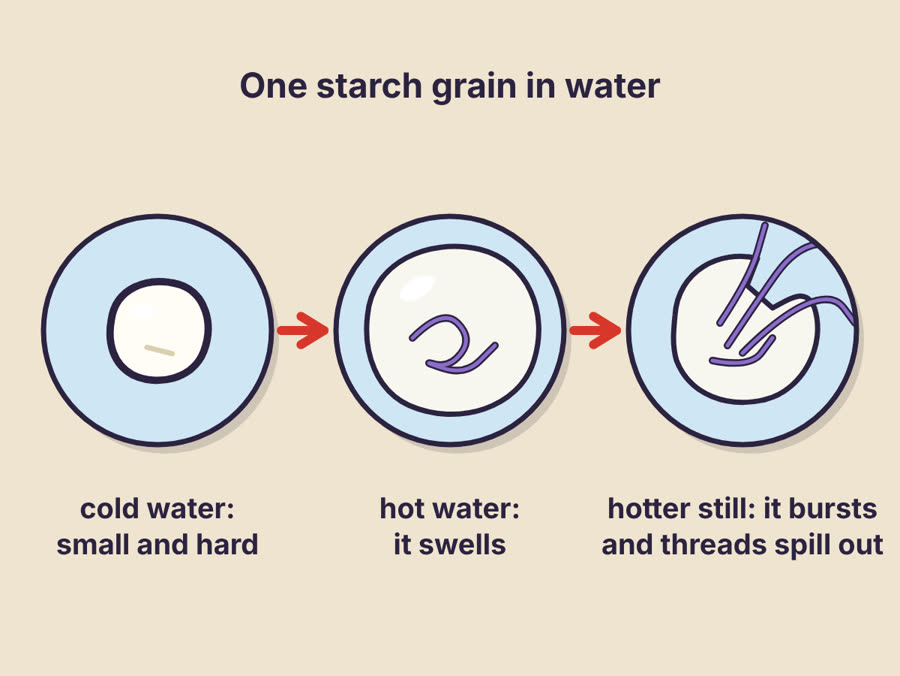 One starch grain in water
cold water:
small and hard
hot water:
it swells
hotter still: it bursts
and threads spill out